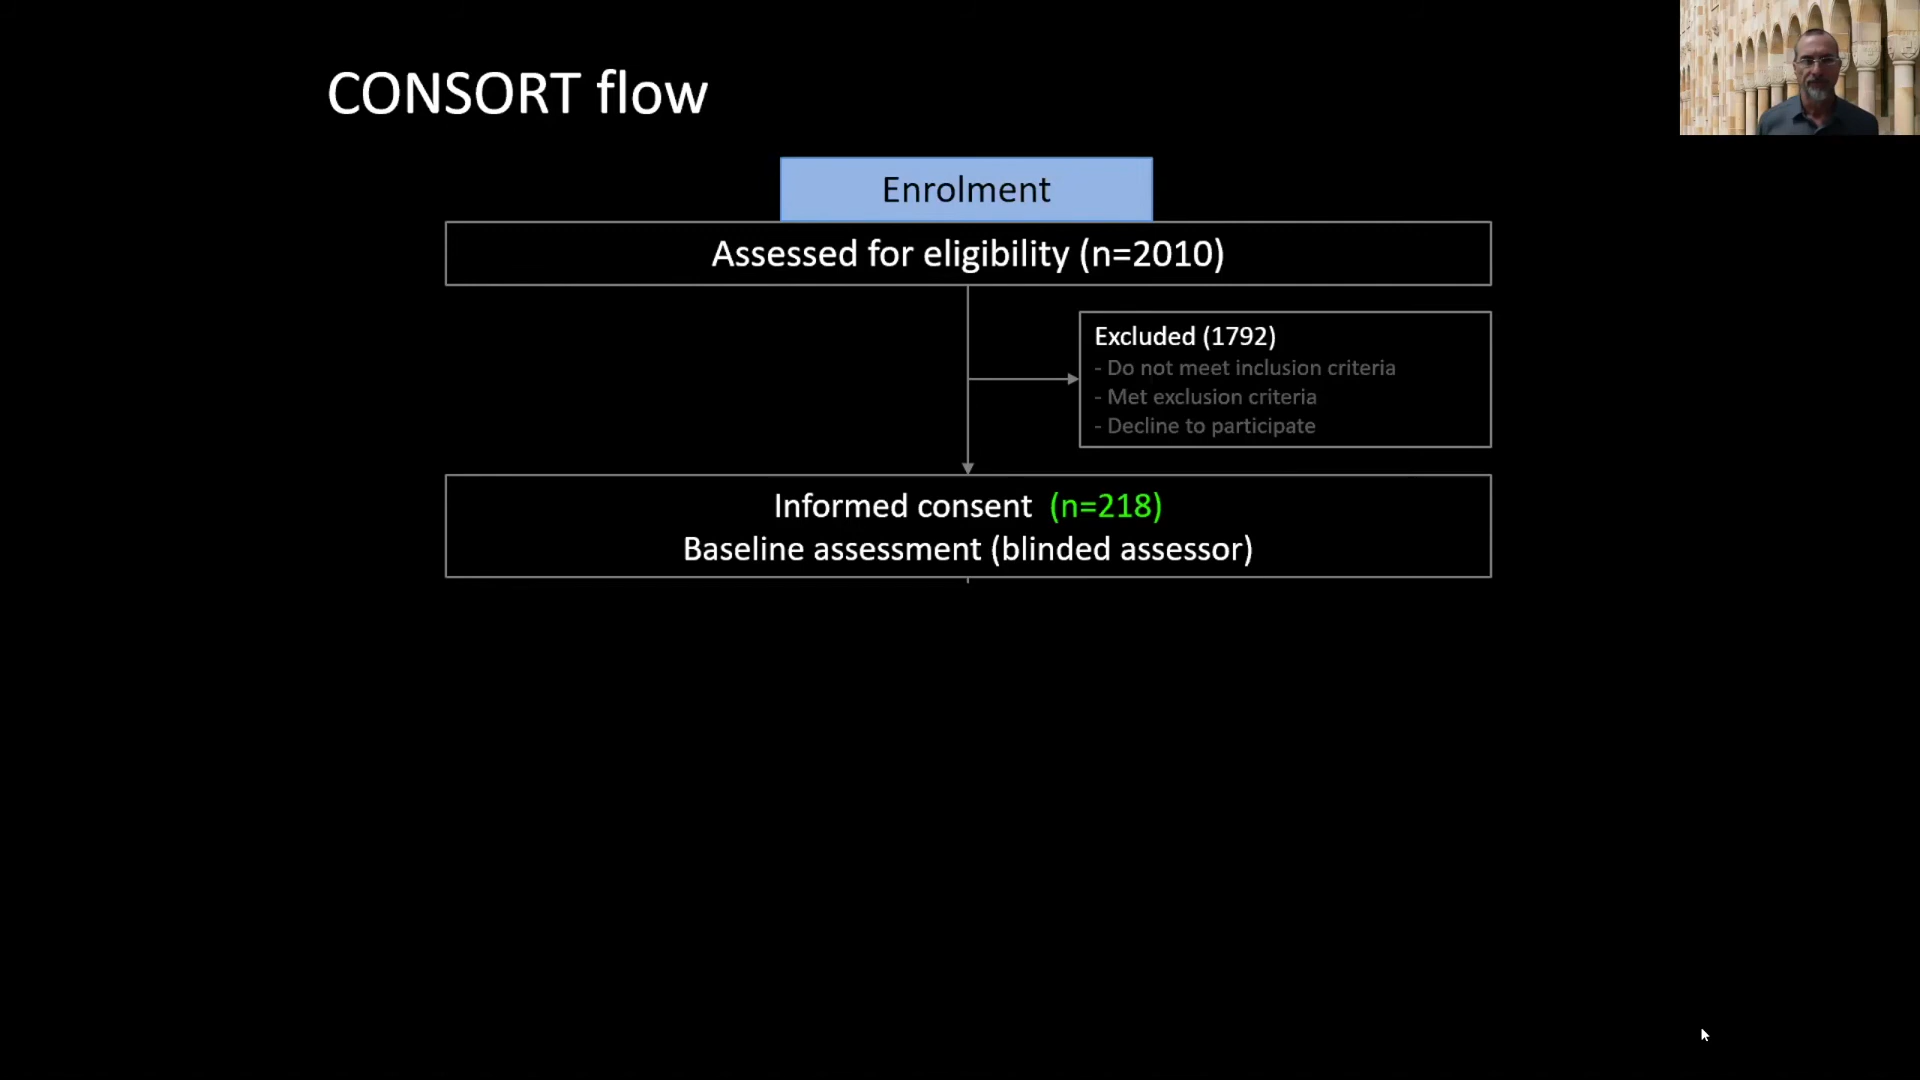 CONSORT flow
Enrolment
Assessed for eligibility (n=2010)
Excluded (1792)
- Do not meet inclusion criteria
- Met exclusion criteria
- Decline to participate
Informed consent (n=218)
Baseline assessment (blinded assessor)